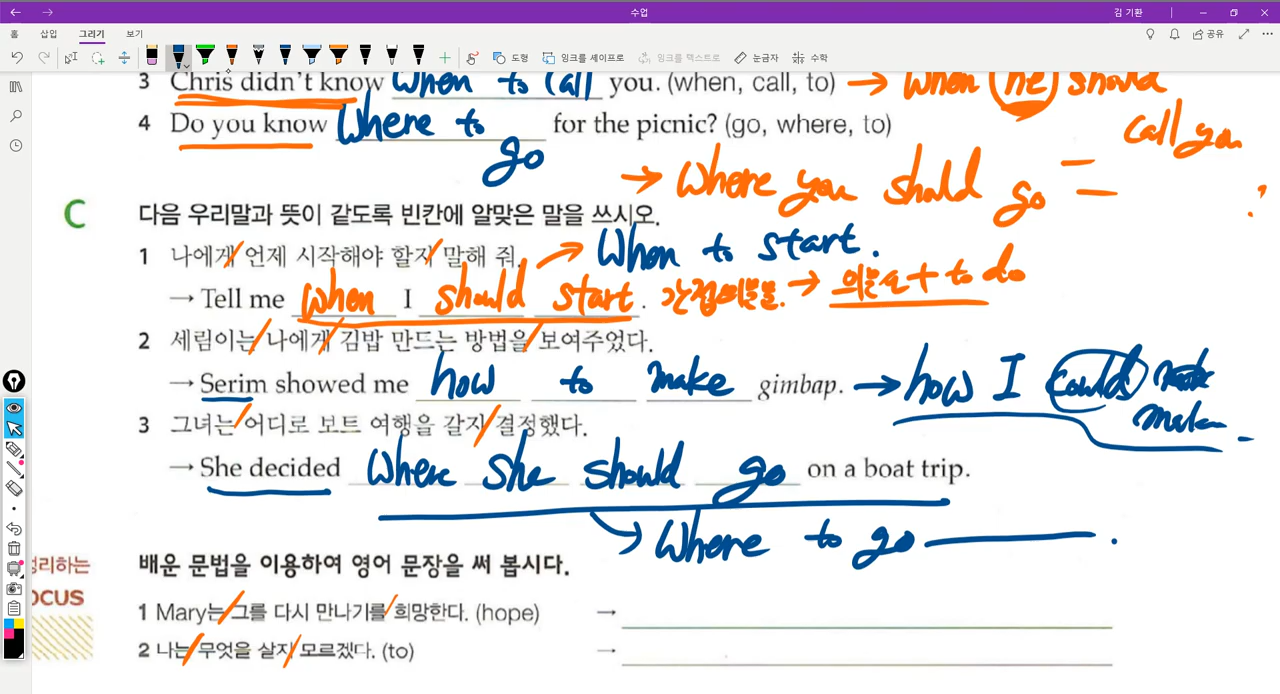 수업
김 기환
홈 삽입 그리기 보기
공유
도형 잉크를 셰이프로 잉크를 텍스트로 눈금자 수학
3 Chris didn't know when to call you. (when, call, to) → when he should call you
4 Do you know where to go for the picnic? (go, where, to)
→ where you should go
?
C 다음 우리말과 뜻이 같도록 빈칸에 알맞은 말을 쓰시오.
1 나에게/언제 시작해야 할지/말해 줘. → When to start.
→ Tell me when I should start. 간접의문문. → 의문사 + to do
2 세림이는/나에게/김밥 만드는 방법을/보여주었다.
→ Serim showed me how to make gimbap. → how I could make
3 그녀는/어디로 보트 여행을 갈지/결정했다.
→ She decided where she should go on a boat trip.
→ where to go .
정리하는
OCUS
배운 문법을 이용하여 영어 문장을 써 봅시다.
1 Mary는/그를 다시 만나기를/희망한다. (hope) →
2 나는/무엇을 살지/모르겠다. (to) →